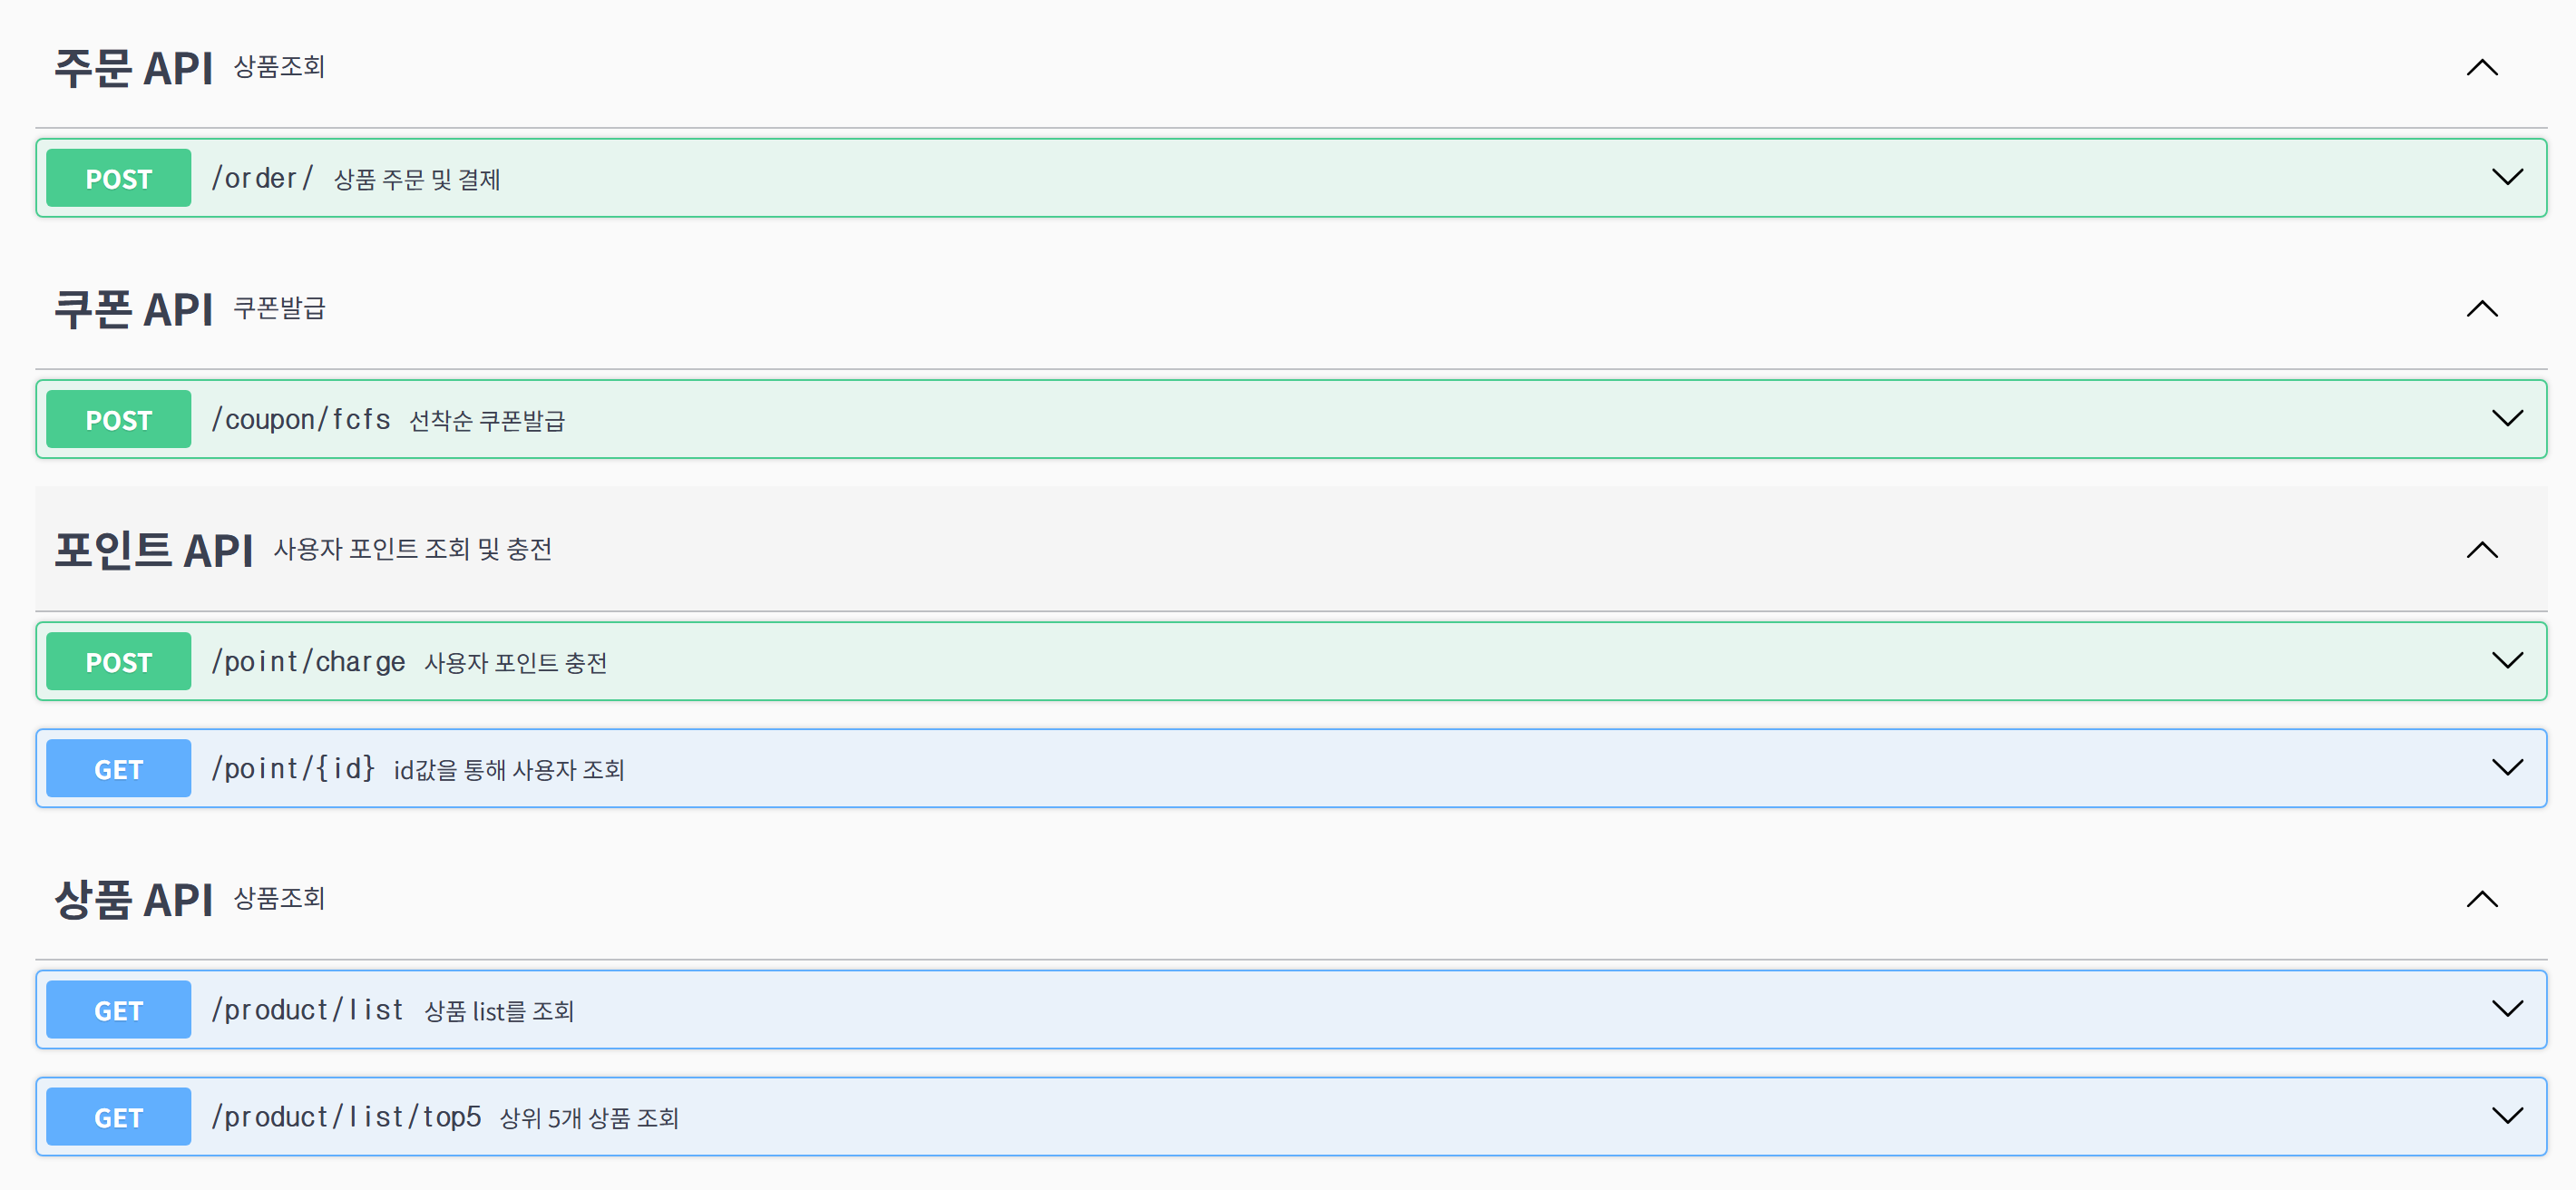 주문 API 상품조회
POST /order/ 상품 주문 및 결제
쿠폰 API 쿠폰발급
POST /coupon/fcfs 선착순 쿠폰발급
포인트 API 사용자 포인트 조회 및 충전
POST /point/charge 사용자 포인트 충전
GET /point/{id} id값을 통해 사용자 조회
상품 API 상품조회
GET /product/list 상품 list를 조회
GET /product/list/top5 상위 5개 상품 조회